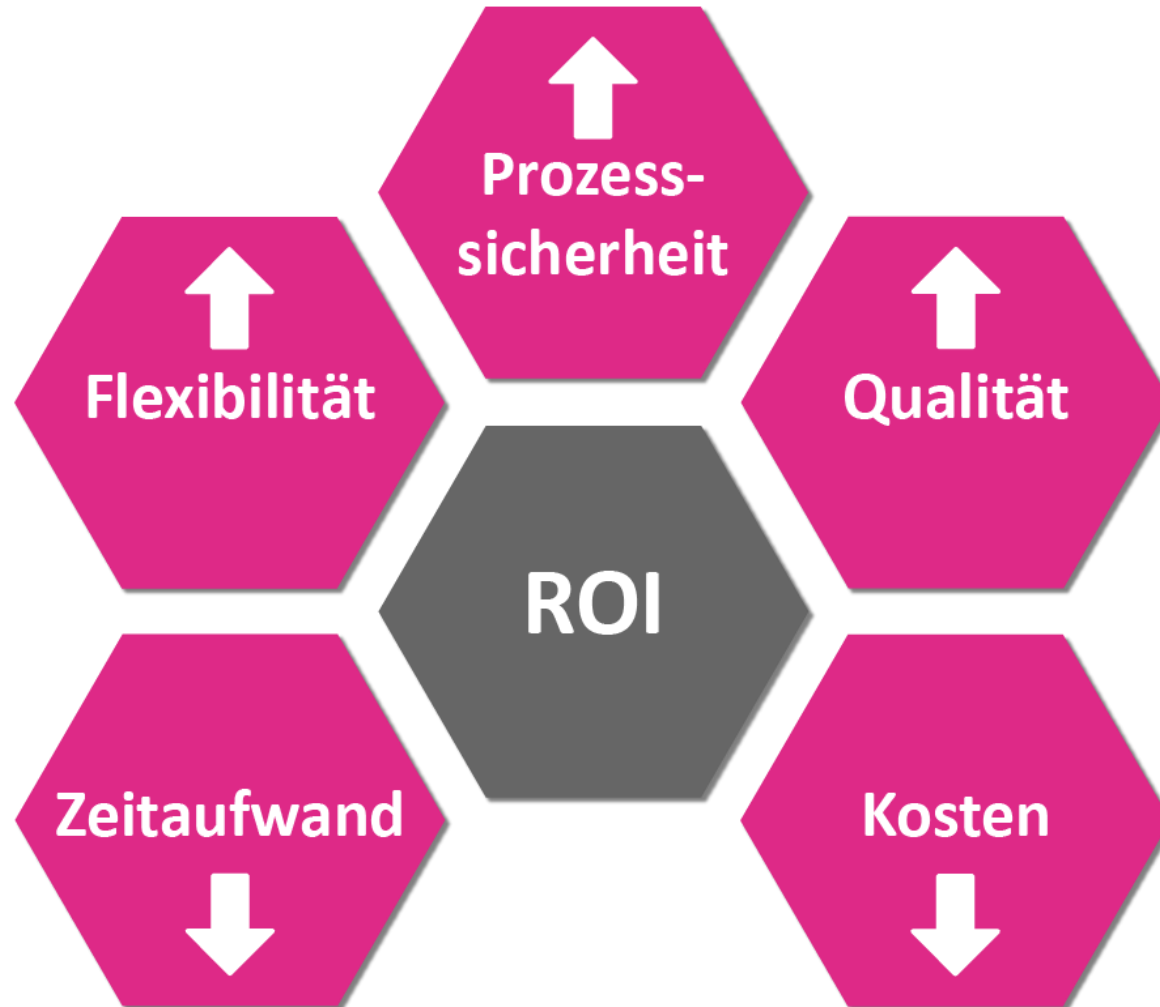 Prozess-
sicherheit
Flexibilität
Qualität
ROI
Zeitaufwand
Kosten